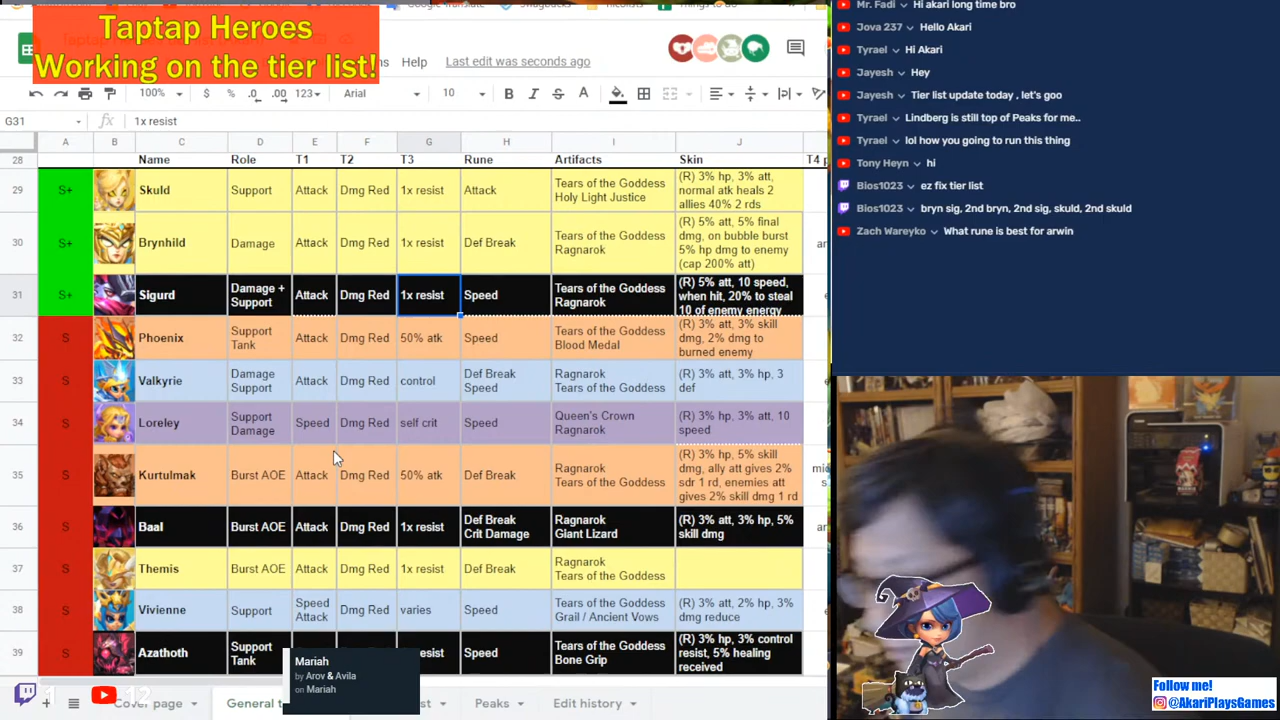 Taptap Heroes
Working on the tier list!
Help
Last edit was seconds ago
100%
$
%
.0
.00
123
Arial
10
B
I
S
A
G31
fx
1x resist
A B C D E F G H I J
28 Name Role T1 T2 T3 Rune Artifacts Skin T4 p
29 S+ Skuld Support Attack Dmg Red 1x resist Attack
Tears of the Goddess
Holy Light Justice
(R) 3% hp, 3% att,
normal atk heals 2
allies 40% 2 rds
30 S+ Brynhild Damage Attack Dmg Red 1x resist Def Break
Tears of the Goddess
Ragnarok
(R) 5% att, 5% final
dmg, on bubble burst
5% hp dmg to enemy
(cap 200% att)
31 S+ Sigurd
Damage +
Support
Attack Dmg Red 1x resist Speed
Tears of the Goddess
Ragnarok
(R) 5% att, 10 speed,
when hit, 20% to steal
10 of enemy energy
32 S Phoenix
Support
Tank
Attack Dmg Red 50% atk Speed
Tears of the Goddess
Blood Medal
(R) 3% att, 3% skill
dmg, 2% dmg to
burned enemy
33 S Valkyrie
Damage
Support
Attack Dmg Red control
Def Break
Speed
Ragnarok
Tears of the Goddess
(R) 3% att, 3% hp, 3
def
34 S Loreley
Support
Damage
Speed Dmg Red self crit Speed
Queen's Crown
Ragnarok
(R) 3% hp, 3% att, 10
speed
35 S Kurtulmak Burst AOE Attack Dmg Red 50% atk Def Break
Ragnarok
Tears of the Goddess
(R) 3% hp, 5% skill
dmg, ally att gives 2%
sdr 1 rd, enemies att
gives 2% skill dmg 1 rd
36 S Baal Burst AOE Attack Dmg Red 1x resist
Def Break
Crit Damage
Ragnarok
Giant Lizard
(R) 3% att, 3% hp, 5%
skill dmg
37 S Themis Burst AOE Attack Dmg Red 1x resist Def Break
Ragnarok
Tears of the Goddess
38 S Vivienne Support
Speed
Attack
Dmg Red varies Speed
Tears of the Goddess
Grail / Ancient Vows
(R) 3% att, 2% hp, 3%
dmg reduce
39 S Azathoth
Support
Tank
Speed
Tears of the Goddess
Bone Grip
(R) 3% hp, 3% control
resist, 5% healing
received
Mariah
by Arov & Avila
on Mariah
1 12
Cover page
General t
Peaks
Edit history
Mr. Fadi Hi akari long time bro
Jova 237 Hello Akari
Tyrael Hi Akari
Jayesh Hey
Jayesh Tier list update today , let's goo
Tyrael Lindberg is still top of Peaks for me..
Tyrael lol how you going to run this thing
Tony Heyn hi
Bios1023 ez fix tier list
Bios1023 bryn sig, 2nd bryn, 2nd sig, skuld, 2nd skuld
Zach Wareyko What rune is best for arwin
Follow me!
@AkariPlaysGames